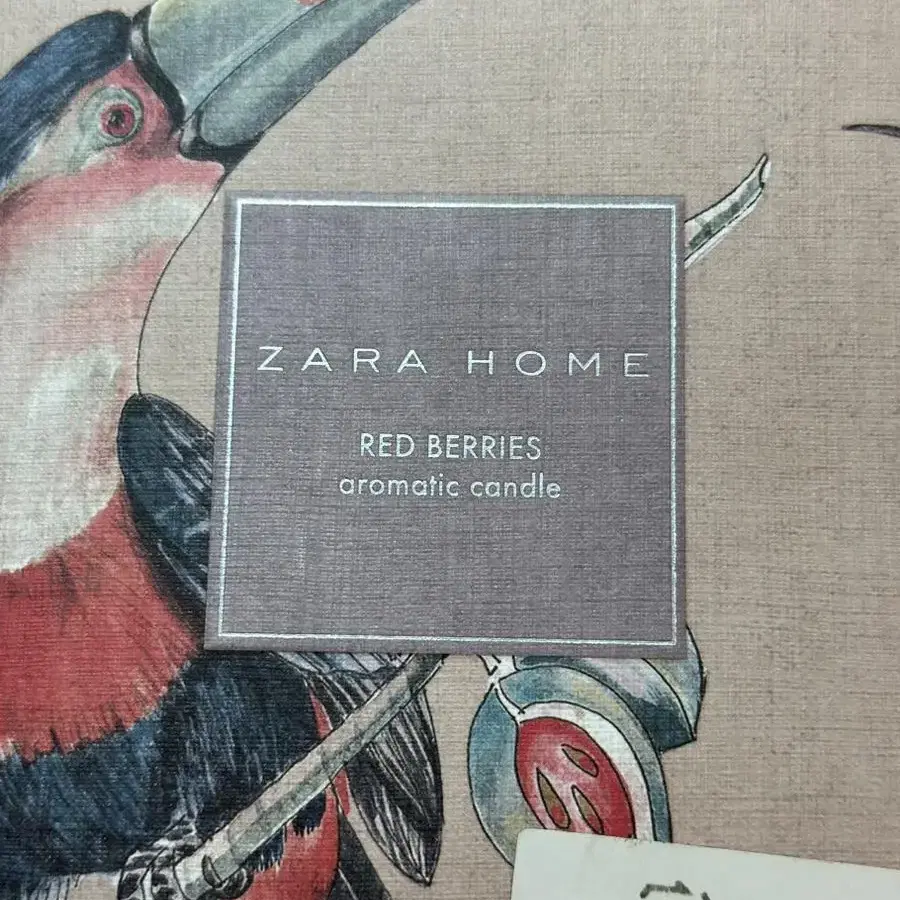 ZARA HOME
RED BERRIES
aromatic candle